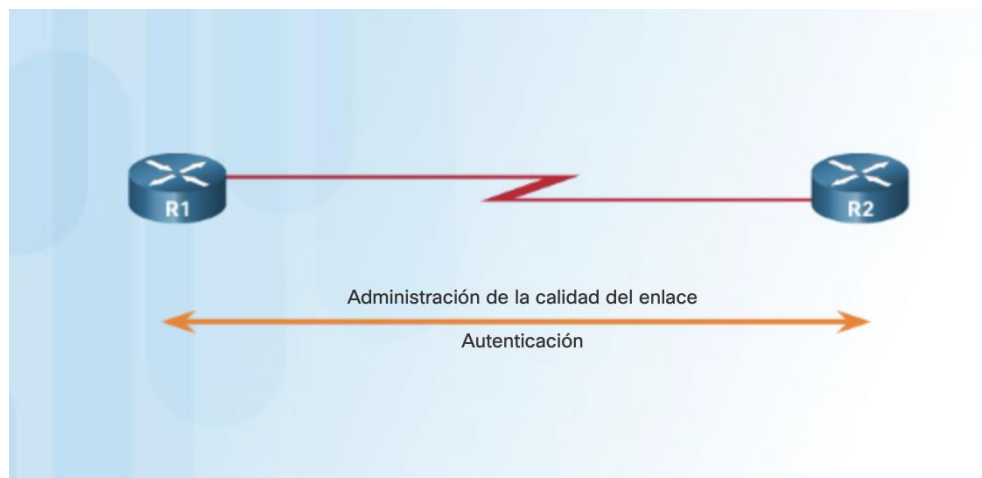 R1
R2
Administración de la calidad del enlace
Autenticación